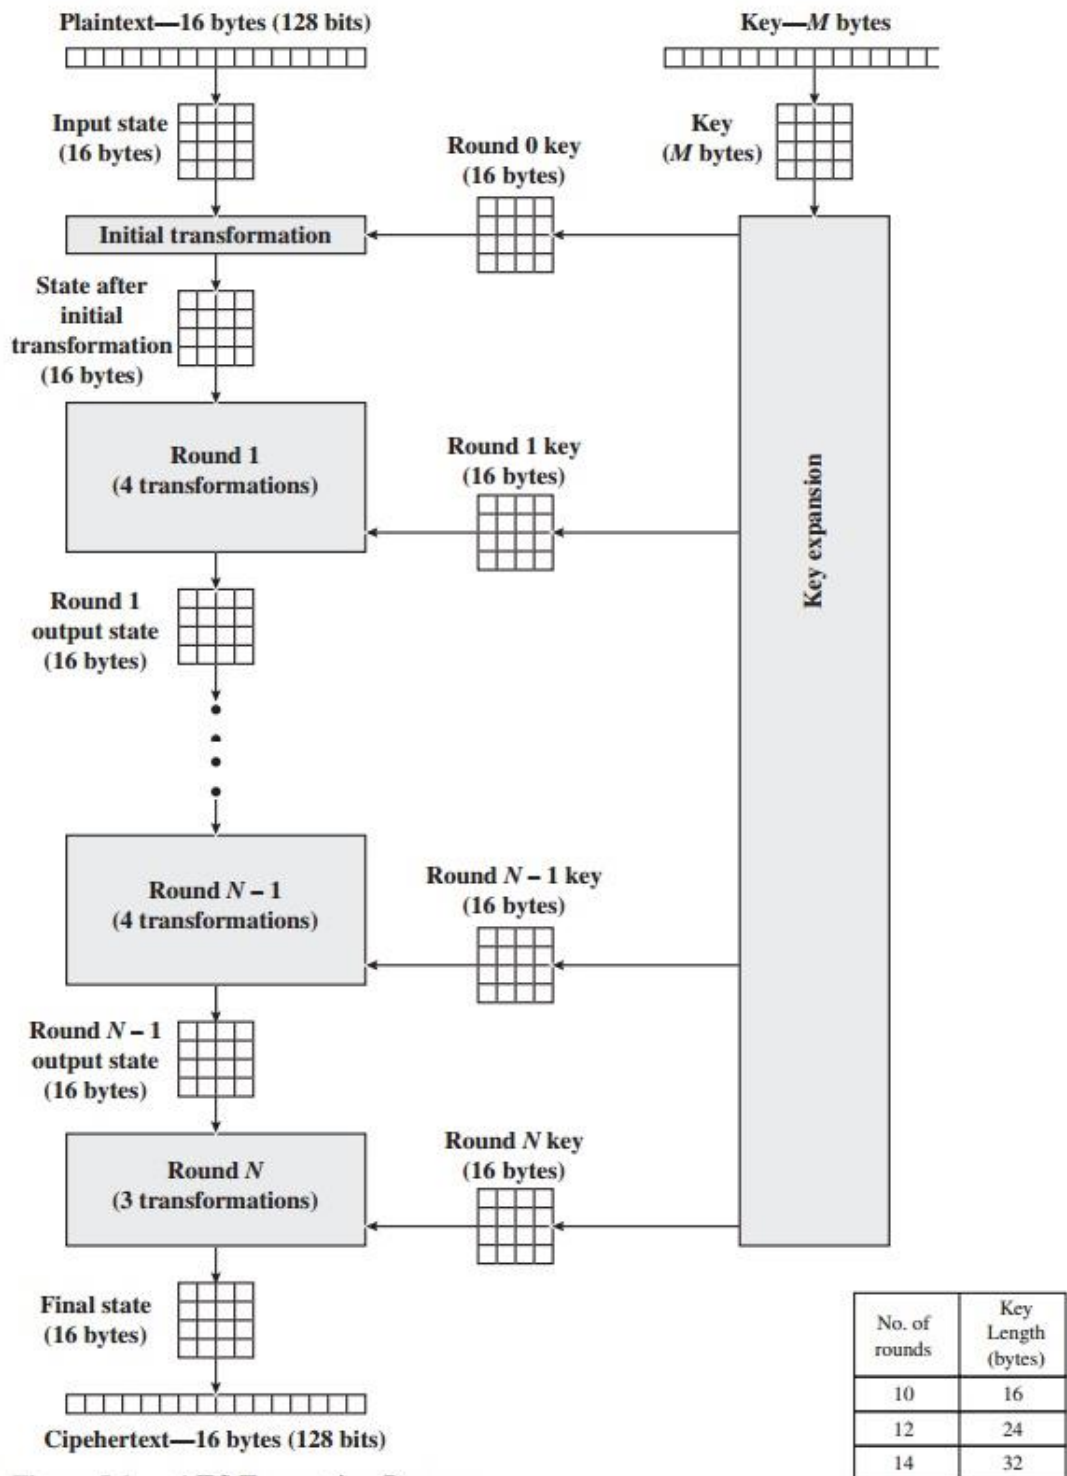 Plaintext—16 bytes (128 bits)
Key—M bytes
Input state
(16 bytes)
Key
(M bytes)
Round 0 key
(16 bytes)
Initial transformation
State after
initial
transformation
(16 bytes)
Round 1
(4 transformations)
Round 1 key
(16 bytes)
Key expansion
Round 1
output state
(16 bytes)
Round N – 1
(4 transformations)
Round N – 1 key
(16 bytes)
Round N – 1
output state
(16 bytes)
Round N
(3 transformations)
Round N key
(16 bytes)
Final state
(16 bytes)
Cipehertext—16 bytes (128 bits)
No. of
rounds
Key
Length
(bytes)
10 16
12 24
14 32